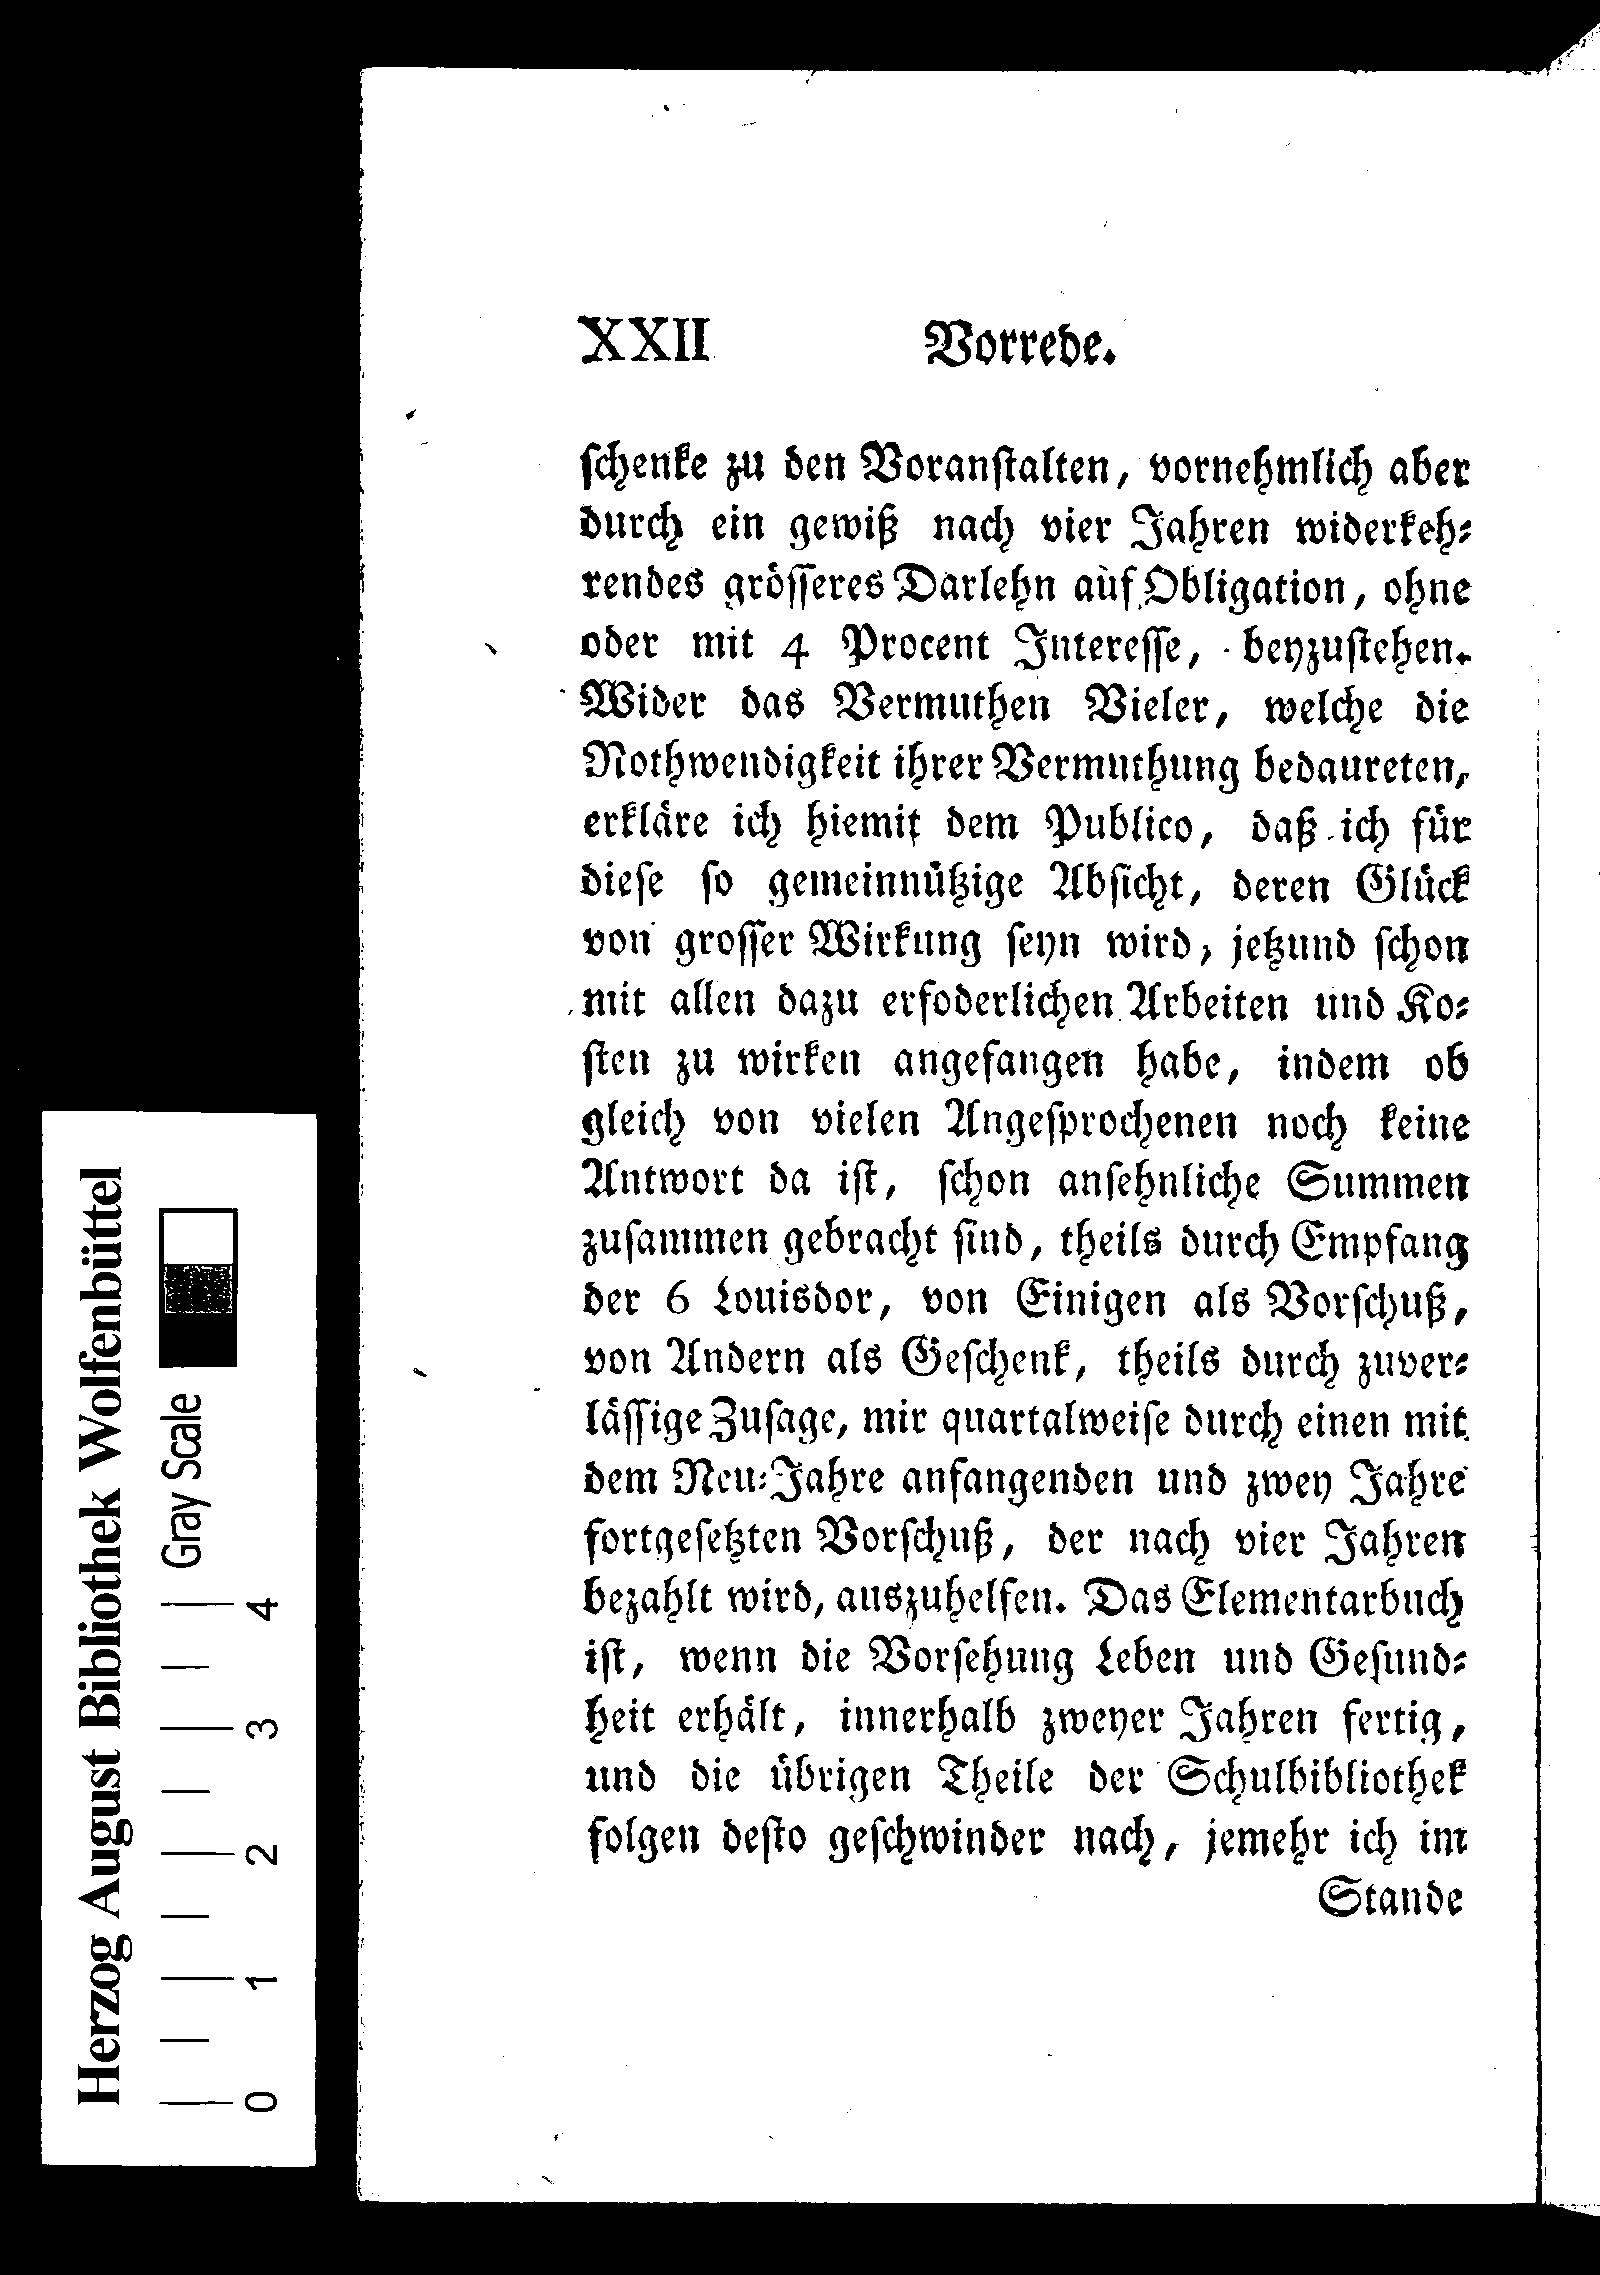 XXII Vorrede.
ſchenke zu den Voranſtalten, vornehmlich aber
durch ein gewiß nach vier Jahren widerkeh⸗
rendes gröſſeres Darlehn auf Obligation, ohne
oder mit 4 Procent Intereſſe, beyzuſtehen.
Wider das Vermuthen Vieler, welche die
Nothwendigkeit ihrer Vermuthung bedaureten,
erkläre ich hiemit dem Publico, daß ich für
dieſe ſo gemeinnützige Abſicht, deren Glück
von groſſer Wirkung ſeyn wird, jetzund ſchon
mit allen dazu erfoderlichen Arbeiten und Ko⸗
ſten zu wirken angefangen habe, indem ob
gleich von vielen Angeſprochenen noch keine
Antwort da iſt, ſchon anſehnliche Summen
zuſammen gebracht ſind, theils durch Empfang
der 6 Louisdor, von Einigen als Vorſchuß,
von Andern als Geſchenk, theils durch zuver⸗
läſſige Zuſage, mir quartalweiſe durch einen mit
dem Neu⸗Jahre anfangenden und zwey Jahre
fortgeſetzten Vorſchuß, der nach vier Jahren
bezahlt wird, auszuhelfen. Das Elementarbuch
iſt, wenn die Vorſehung Leben und Geſund⸗
heit erhält, innerhalb zweyer Jahren fertig,
und die übrigen Theile der Schulbibliothek
folgen deſto geſchwinder nach, jemehr ich im
Stande
Herzog August Bibliothek Wolfenbüttel
Gray Scale
0 1 2 3 4